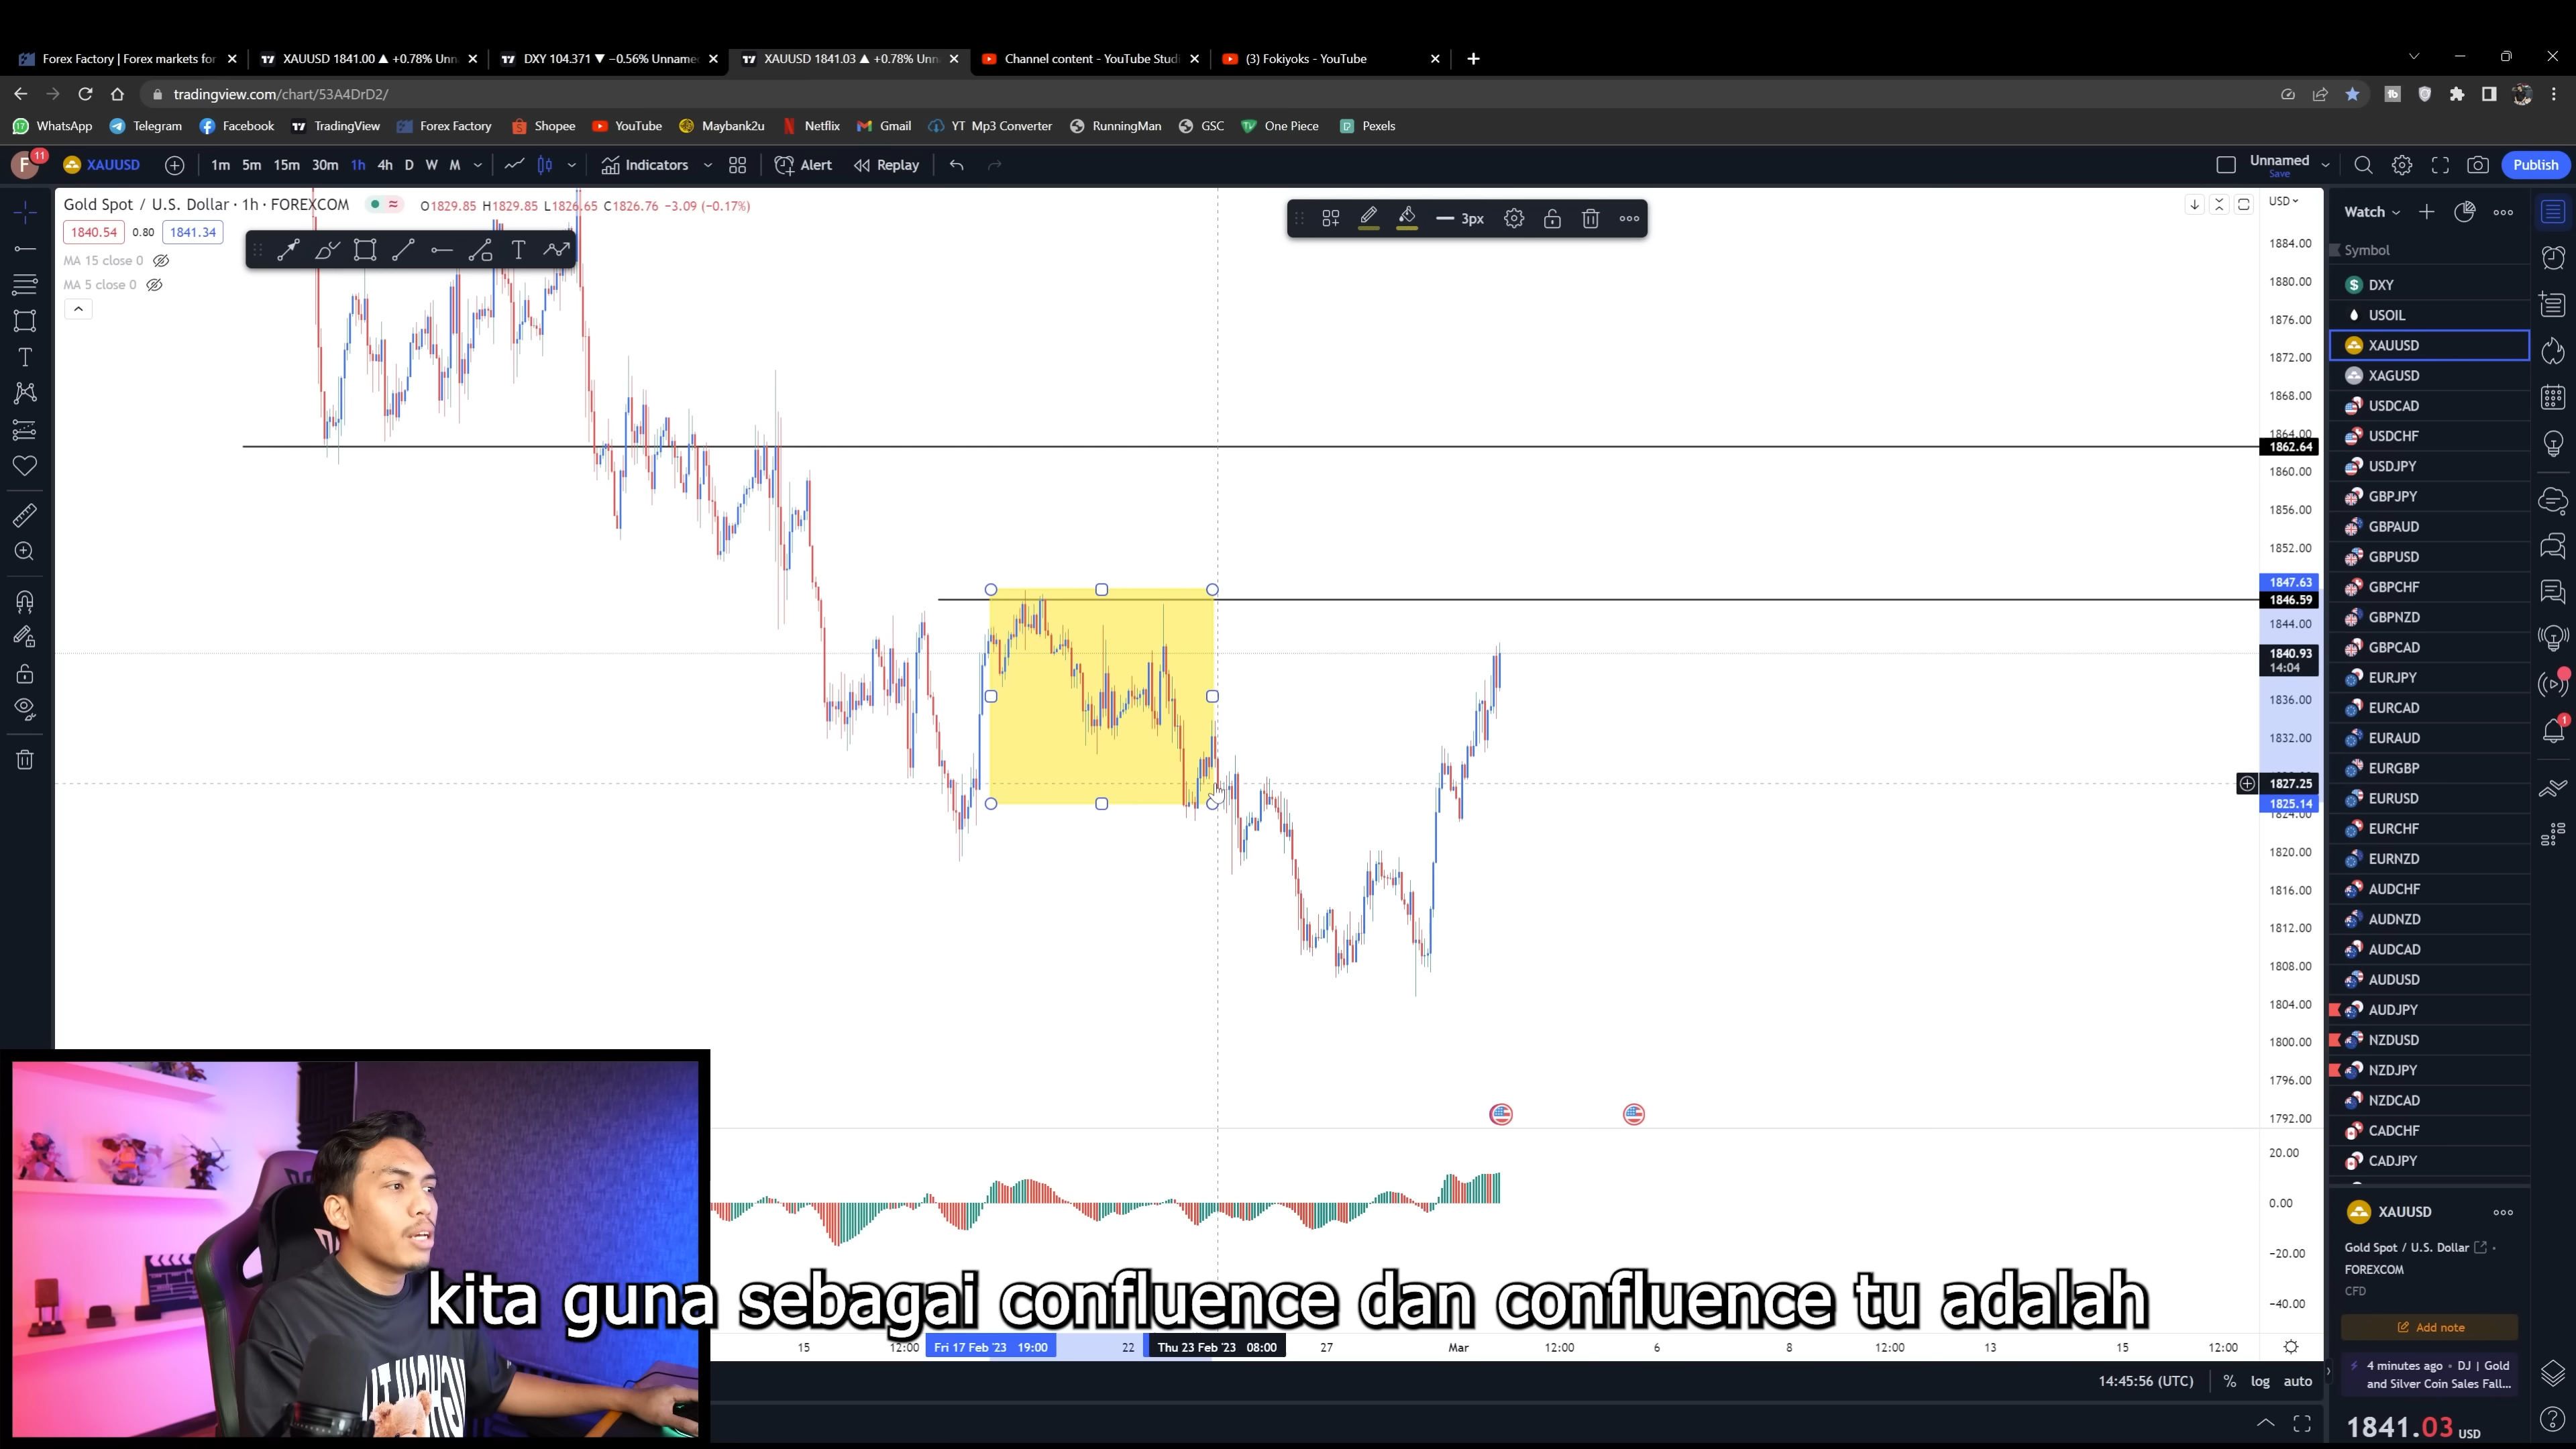 Forex Factory | Forex markets for
XAUUSD 1841.00 ▲ +0.78% Unn
DXY 104.371 ▼ −0.56% Unname
XAUUSD 1841.03 ▲ +0.78% Unn
Channel content - YouTube Studi
(3) Fokiyoks - YouTube
tradingview.com/chart/53A4DrD2/
WhatsApp
Telegram
Facebook
TradingView
Forex Factory
Shopee
YouTube
Maybank2u
Netflix
Gmail
YT Mp3 Converter
RunningMan
GSC
One Piece
Pexels
F 11
XAUUSD
1m 5m 15m 30m 1h 4h D W M
Indicators
Alert
Replay
Unnamed
Save
Publish
Gold Spot / U.S. Dollar · 1h · FOREXCOM
O1829.85 H1829.85 L1826.65 C1826.76 −3.09 (−0.17%)
1840.54 0.80 1841.34
MA 15 close 0
MA 5 close 0
3px
USD
1884.00
1880.00
1876.00
1872.00
1868.00
1864.00
1862.64
1860.00
1856.00
1852.00
1847.63
1846.59
1844.00
1840.93
14:04
1836.00
1832.00
1827.25
1825.14
1824.00
1820.00
1816.00
1812.00
1808.00
1804.00
1800.00
1796.00
1792.00
20.00
0.00
−20.00
−40.00
Watch
Symbol
DXY
USOIL
XAUUSD
XAGUSD
USDCAD
USDCHF
USDJPY
GBPJPY
GBPAUD
GBPUSD
GBPCHF
GBPNZD
GBPCAD
EURJPY
EURCAD
EURAUD
EURGBP
EURUSD
EURCHF
EURNZD
AUDCHF
AUDNZD
AUDCAD
AUDUSD
AUDJPY
NZDUSD
NZDJPY
NZDCAD
CADCHF
CADJPY
XAUUSD
Gold Spot / U.S. Dollar
FOREXCOM
CFD
Add note
4 minutes ago • DJ | Gold
and Silver Coin Sales Fall...
1841.03 USD
kita guna sebagai confluence dan confluence tu adalah
15 12:00 Fri 17 Feb '23 19:00 22 Thu 23 Feb '23 08:00 27 Mar 12:00 6 8 12:00 13 15 12:00
14:45:56 (UTC) % log auto